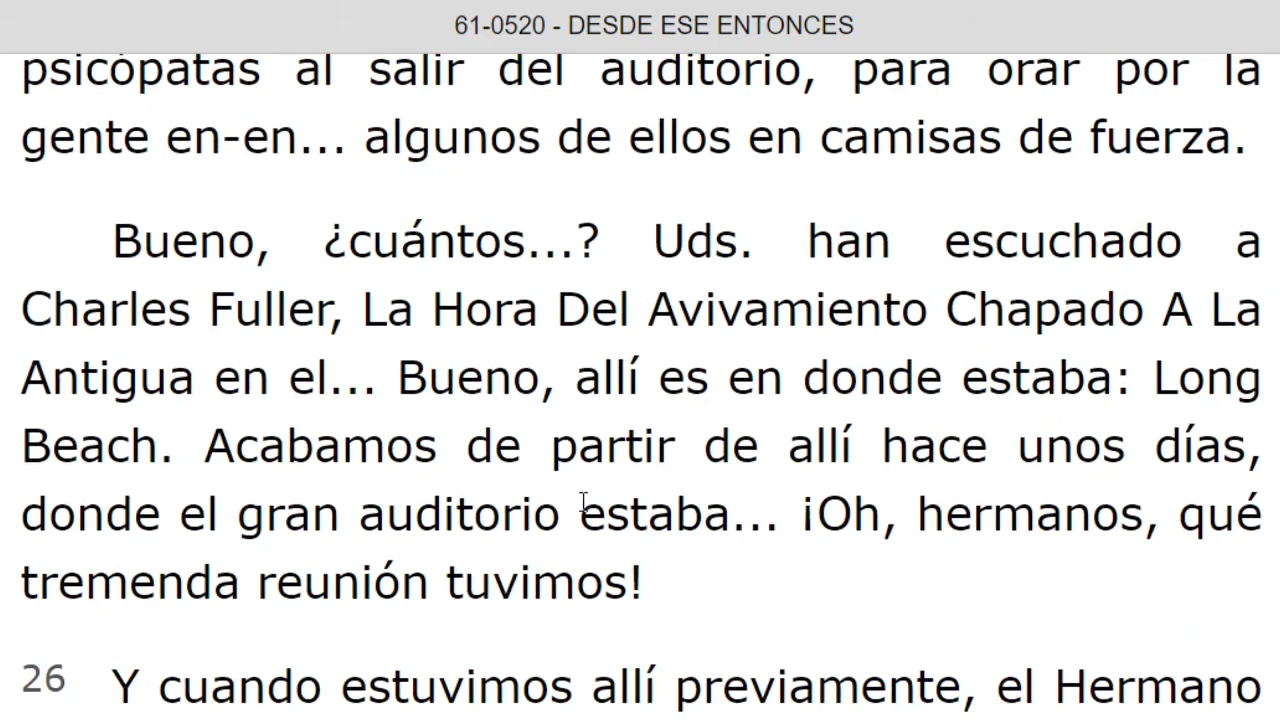 61-0520 - DESDE ESE ENTONCES
psicópatas al salir del auditorio, para orar por la
gente en-en… algunos de ellos en camisas de fuerza.
Bueno, ¿cuántos…? Uds. han escuchado a
Charles Fuller, La Hora Del Avivamiento Chapado A La
Antigua en el… Bueno, allí es en donde estaba: Long
Beach. Acabamos de partir de allí hace unos días,
donde el gran auditorio estaba… ¡Oh, hermanos, qué
tremenda reunión tuvimos!
26 Y cuando estuvimos allí previamente, el Hermano